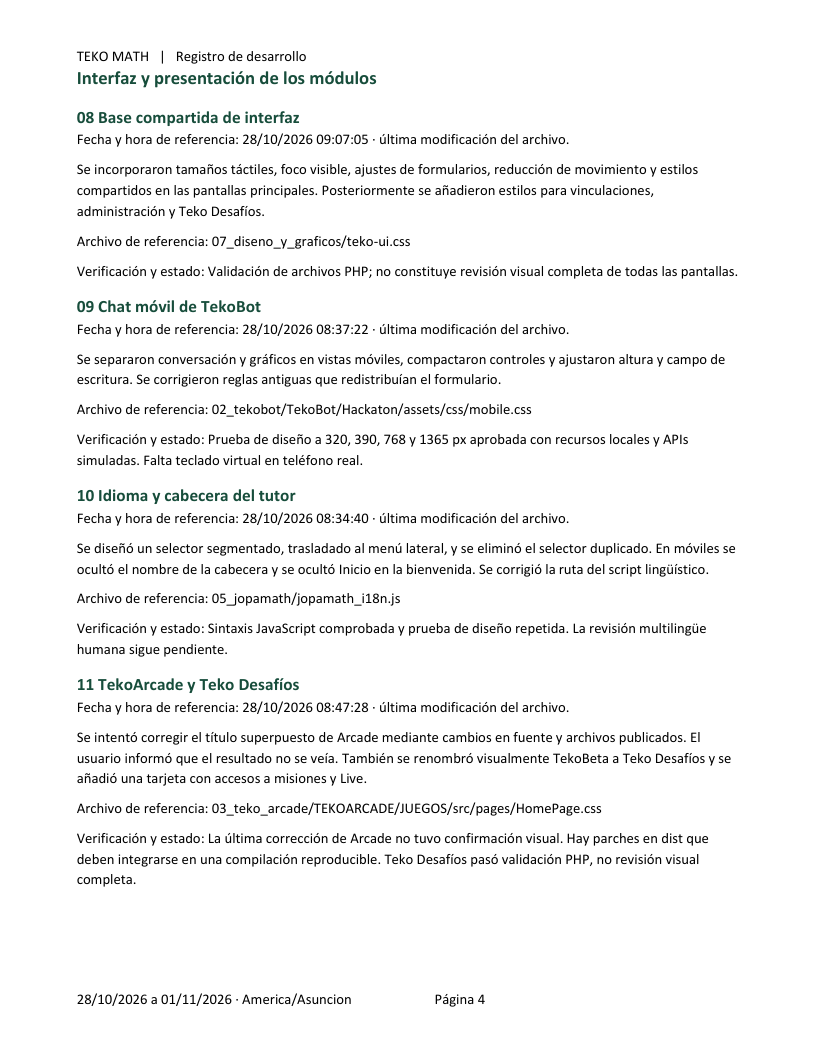 TEKO MATH | Registro de desarrollo
Interfaz y presentación de los módulos
08 Base compartida de interfaz
Fecha y hora de referencia: 28/10/2026 09:07:05 · última modificación del archivo.
Se incorporaron tamaños táctiles, foco visible, ajustes de formularios, reducción de movimiento y estilos
compartidos en las pantallas principales. Posteriormente se añadieron estilos para vinculaciones,
administración y Teko Desafíos.
Archivo de referencia: 07_diseno_y_graficos/teko-ui.css
Verificación y estado: Validación de archivos PHP; no constituye revisión visual completa de todas las pantallas.
09 Chat móvil de TekoBot
Fecha y hora de referencia: 28/10/2026 08:37:22 · última modificación del archivo.
Se separaron conversación y gráficos en vistas móviles, compactaron controles y ajustaron altura y campo de
escritura. Se corrigieron reglas antiguas que redistribuían el formulario.
Archivo de referencia: 02_tekobot/TekoBot/Hackaton/assets/css/mobile.css
Verificación y estado: Prueba de diseño a 320, 390, 768 y 1365 px aprobada con recursos locales y APIs
simuladas. Falta teclado virtual en teléfono real.
10 Idioma y cabecera del tutor
Fecha y hora de referencia: 28/10/2026 08:34:40 · última modificación del archivo.
Se diseñó un selector segmentado, trasladado al menú lateral, y se eliminó el selector duplicado. En móviles se
ocultó el nombre de la cabecera y se ocultó Inicio en la bienvenida. Se corrigió la ruta del script lingüístico.
Archivo de referencia: 05_jopamath/jopamath_i18n.js
Verificación y estado: Sintaxis JavaScript comprobada y prueba de diseño repetida. La revisión multilingüe
humana sigue pendiente.
11 TekoArcade y Teko Desafíos
Fecha y hora de referencia: 28/10/2026 08:47:28 · última modificación del archivo.
Se intentó corregir el título superpuesto de Arcade mediante cambios en fuente y archivos publicados. El
usuario informó que el resultado no se veía. También se renombró visualmente TekoBeta a Teko Desafíos y se
añadió una tarjeta con accesos a misiones y Live.
Archivo de referencia: 03_teko_arcade/TEKOARCADE/JUEGOS/src/pages/HomePage.css
Verificación y estado: La última corrección de Arcade no tuvo confirmación visual. Hay parches en dist que
deben integrarse en una compilación reproducible. Teko Desafíos pasó validación PHP, no revisión visual
completa.
28/10/2026 a 01/11/2026 · America/Asuncion Página 4